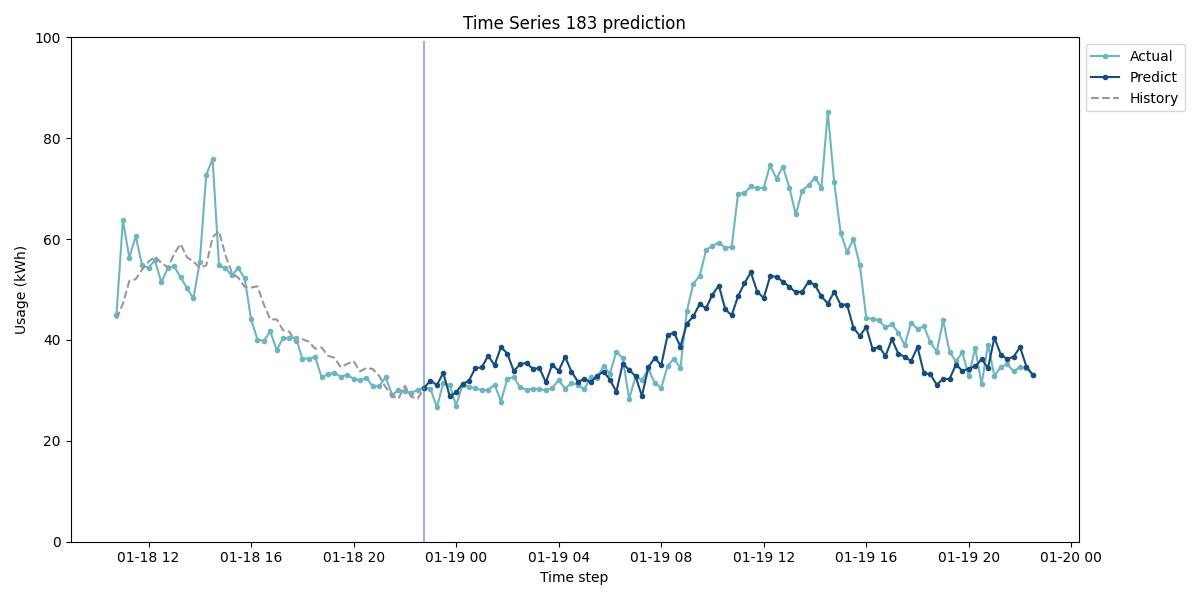 Time Series 183 prediction
Actual
Predict
History
Usage (kWh)
100
80
60
40
20
0
01-18 12
01-18 16
01-18 20
01-19 00
01-19 04
01-19 08
01-19 12
01-19 16
01-19 20
01-20 00
Time step